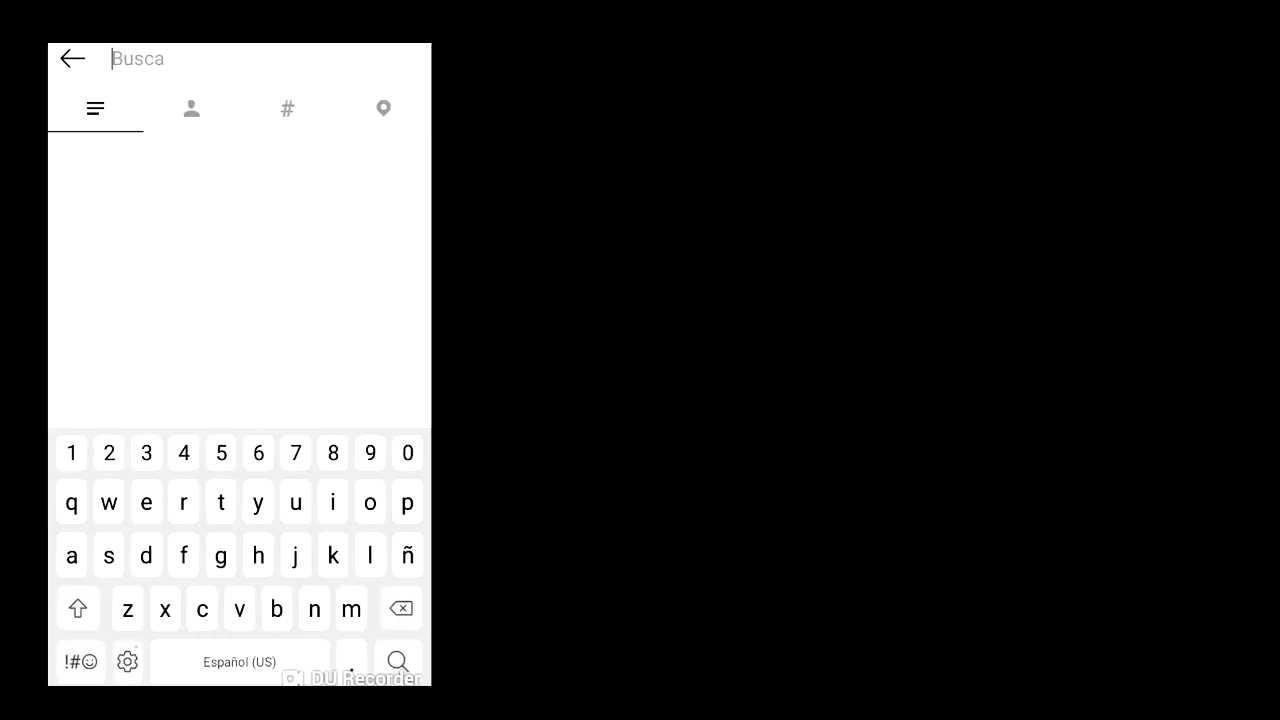 Busca
#
1 2 3 4 5 6 7 8 9 0
q w e r t y u i o p
a s d f g h j k l ñ
z x c v b n m
!#☺ Español (US) .
DU Recorder